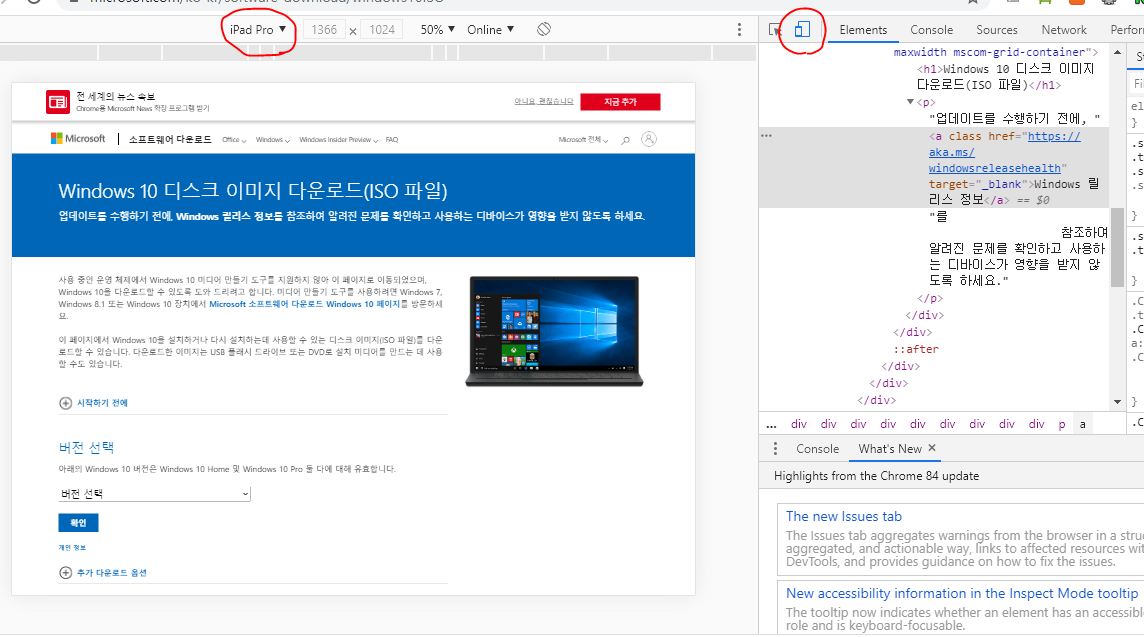 iPad Pro ▼ 1366 × 1024 50% ▼ Online ▼
Elements Console Sources Network Perforn
전 세계의 뉴스 속보
Chrome용 Microsoft News 확장 프로그램 받기
아니요, 괜찮습니다 지금 추가
Microsoft 소프트웨어 다운로드 Office Windows Windows Insider Preview FAQ Microsoft 전체
Windows 10 디스크 이미지 다운로드(ISO 파일)
업데이트를 수행하기 전에, Windows 릴리스 정보를 참조하여 알려진 문제를 확인하고 사용하는 디바이스가 영향을 받지 않도록 하세요.
사용 중인 운영 체제에서 Windows 10 미디어 만들기 도구를 지원하지 않아 이 페이지로 이동되었으며,
Windows 10을 다운로드할 수 있도록 도와 드리려고 합니다. 미디어 만들기 도구를 사용하려면 Windows 7,
Windows 8.1 또는 Windows 10 장치에서 Microsoft 소프트웨어 다운로드 Windows 10 페이지를 방문하세
요.
이 페이지에서 Windows 10을 설치하거나 다시 설치하는데 사용할 수 있는 디스크 이미지(ISO 파일)를 다운
로드할 수 있습니다. 다운로드한 이미지는 USB 플래시 드라이브 또는 DVD로 설치 미디어를 만드는 데 사용
할 수도 있습니다.
시작하기 전에
버전 선택
아래의 Windows 10 버전은 Windows 10 Home 및 Windows 10 Pro 둘 다에 대해 유효합니다.
버전 선택
확인
개인 정보
추가 다운로드 옵션
maxwidth mscom-grid-container">
<h1>Windows 10 디스크 이미지
다운로드(ISO 파일)</h1>
▼<p>
"업데이트를 수행하기 전에, "
<a class href="https://
aka.ms/
windowsreleasehealth"
target="_blank">Windows 릴
리스 정보</a> == $0
"를
참조하여
알려진 문제를 확인하고 사용하
는 디바이스가 영향을 받지 않
도록 하세요."
</p>
</div>
</div>
::after
</div>
</div>
</div>
... div div div div div div div div div p a
Console What's New ×
Highlights from the Chrome 84 update
The new Issues tab
The Issues tab aggregates warnings from the browser in a struc
aggregated, and actionable way, links to affected resources wit
DevTools, and provides guidance on how to fix the issues.
New accessibility information in the Inspect Mode tooltip
The tooltip now indicates whether an element has an accessibl
role and is keyboard-focusable.